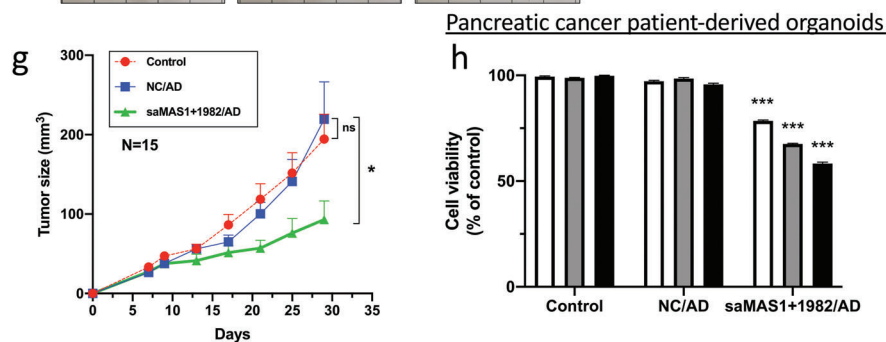 Pancreatic cancer patient-derived organoids
g
Control
NC/AD
saMAS1+1982/AD
N=15
ns
*
Tumor size (mm³)
300
200
100
0
0 5 10 15 20 25 30 35
Days
h
Cell viability
(% of control)
100
50
0
***
***
***
Control NC/AD saMAS1+1982/AD